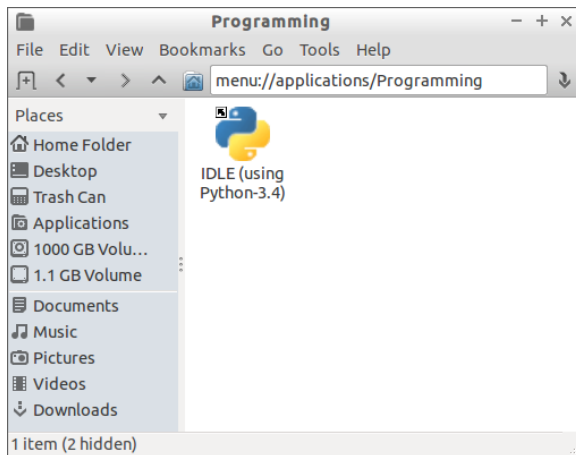 Programming
File Edit View Bookmarks Go Tools Help
menu://applications/Programming
Places
Home Folder
Desktop
Trash Can
Applications
1000 GB Volu...
1.1 GB Volume
Documents
Music
Pictures
Videos
Downloads
IDLE (using
Python-3.4)
1 item (2 hidden)